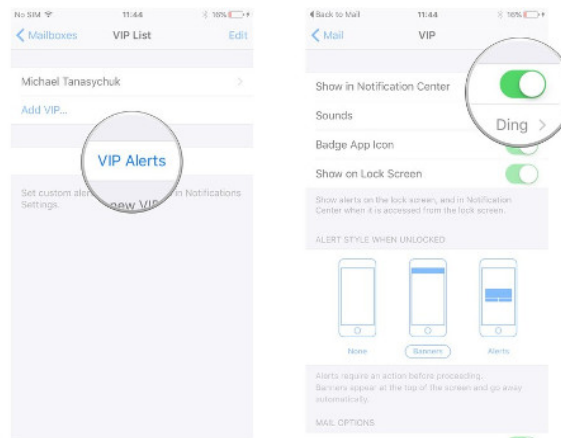 No SIM 11:44 16%
Mailboxes VIP List Edit
Michael Tanasychuk
Add VIP...
VIP Alerts
Set custom aler new VIP in Notifications
Settings.
Back to Mail 11:44 16%
Mail VIP
Show in Notification Center
Sounds Ding
Badge App Icon
Show on Lock Screen
Show alerts on the lock screen, and in Notification
Center when it is accessed from the lock screen.
ALERT STYLE WHEN UNLOCKED
None Banners Alerts
Alerts require an action before proceeding.
Banners appear at the top of the screen and go away
automatically.
MAIL OPTIONS